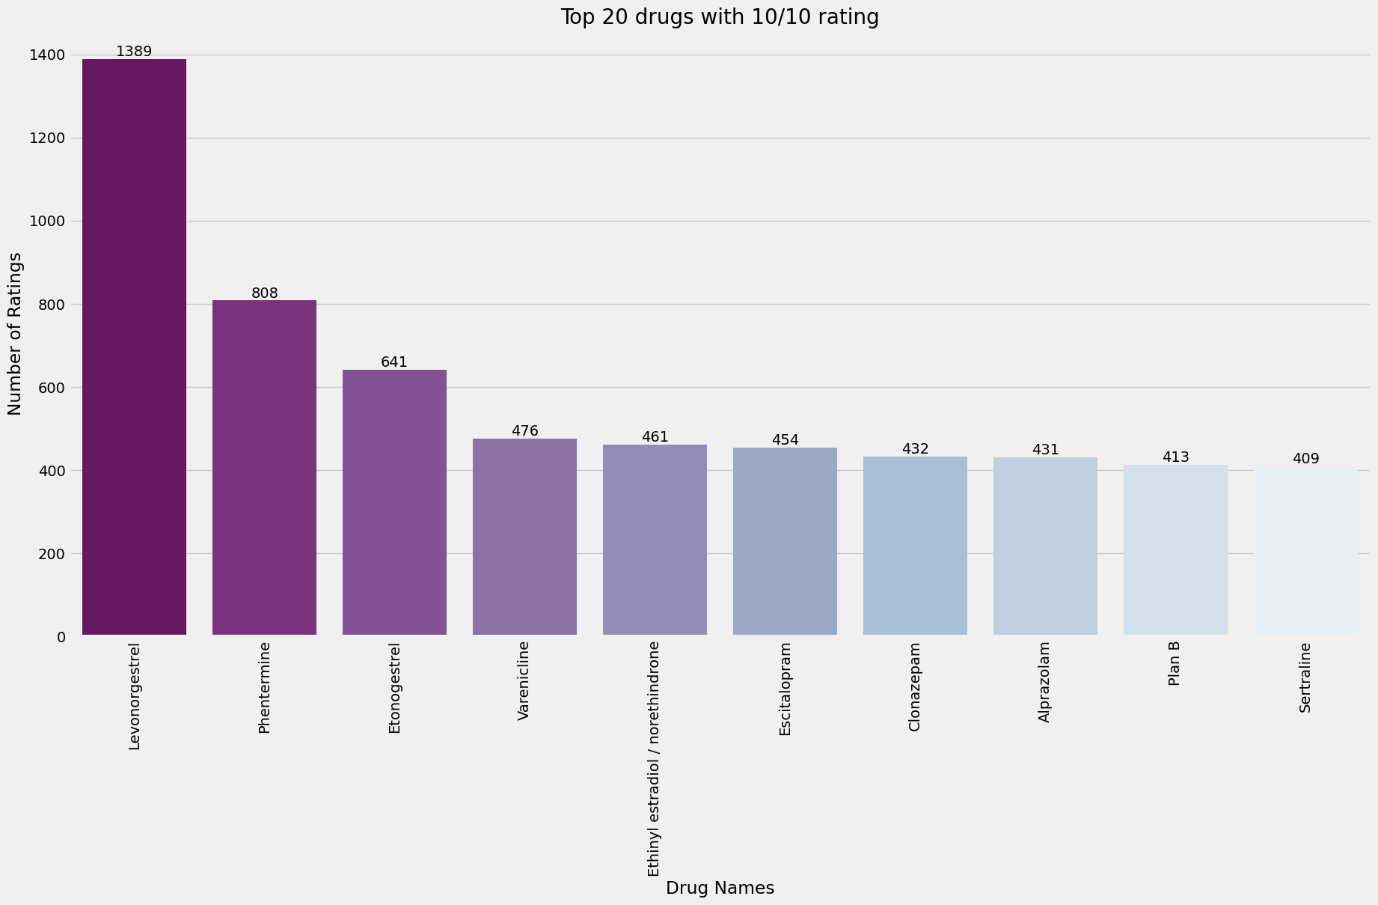 Top 20 drugs with 10/10 rating
Number of Ratings
1400
1200
1000
800
600
400
200
0
1389
808
641
476
461
454
432
431
413
409
Levonorgestrel
Phentermine
Etonogestrel
Varenicline
Ethinyl estradiol / norethindrone
Escitalopram
Clonazepam
Alprazolam
Plan B
Sertraline
Drug Names